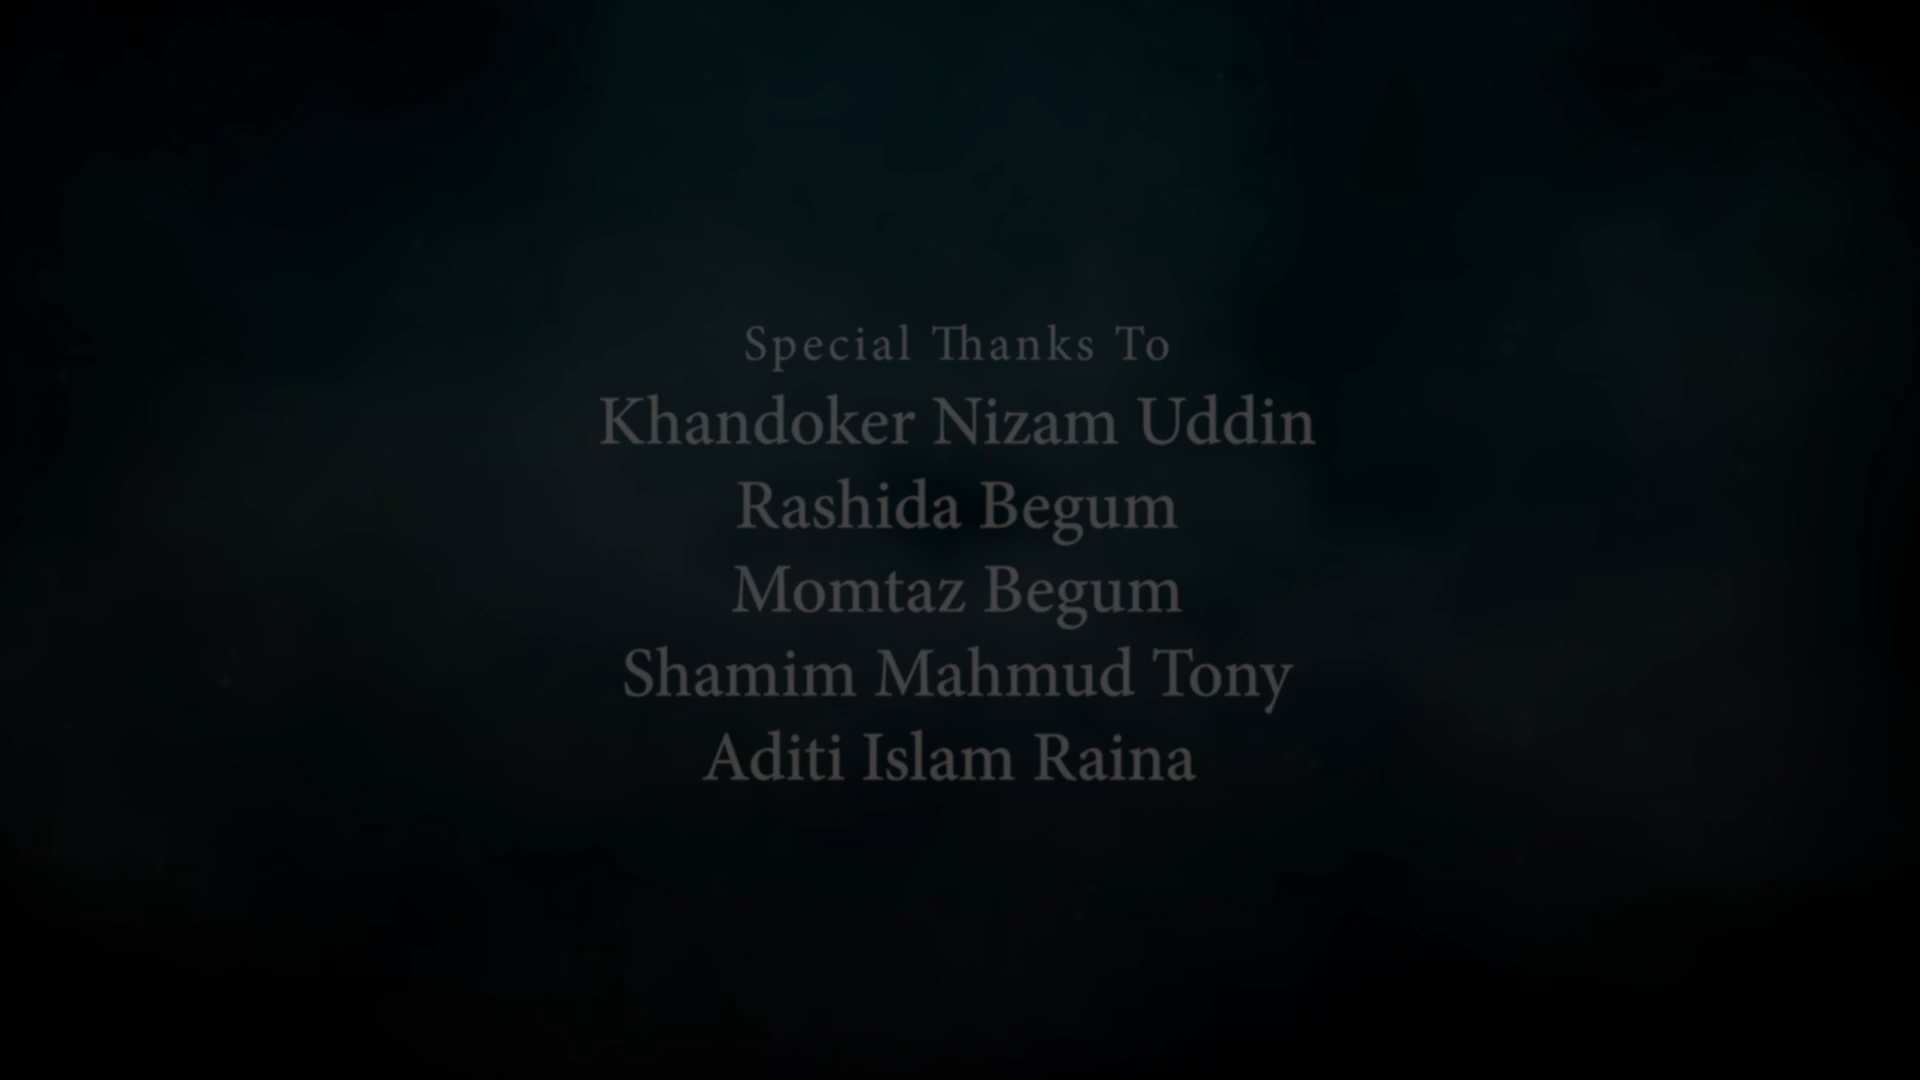 Special Thanks To
Khandoker Nizam Uddin
Rashida Begum
Momtaz Begum
Shamim Mahmud Tony
Aditi Islam Raina